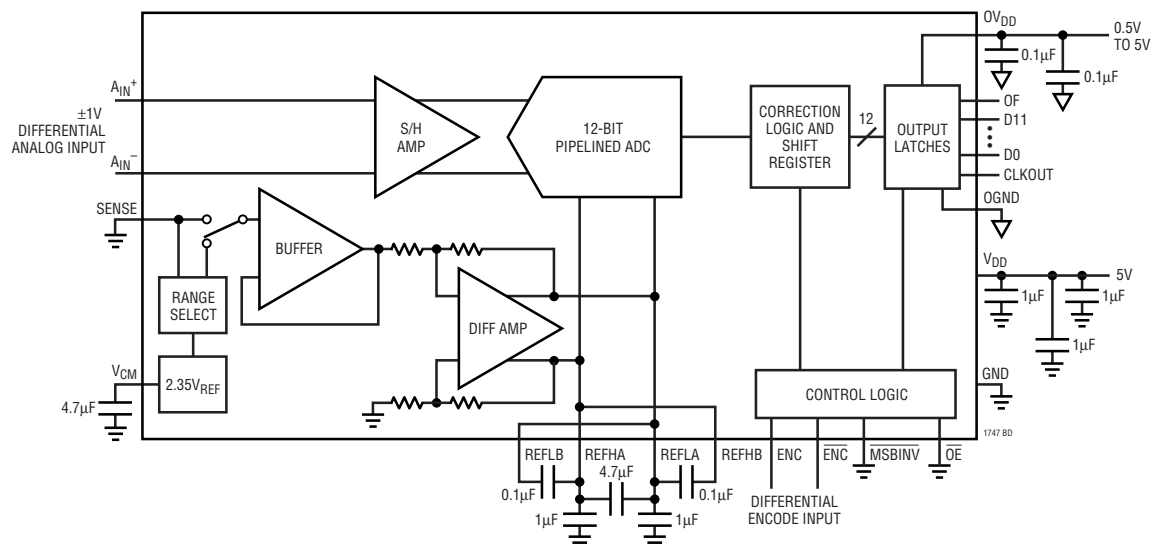 OVDD
0.5V
TO 5V
0.1µF
0.1µF
AIN+
±1V
DIFFERENTIAL
ANALOG INPUT
AIN–
S/H
AMP
12-BIT
PIPELINED ADC
CORRECTION
LOGIC AND
SHIFT
REGISTER
12
OUTPUT
LATCHES
OF
D11
D0
CLKOUT
OGND
SENSE
BUFFER
RANGE
SELECT
DIFF AMP
VDD
5V
1µF
1µF
1µF
VCM
2.35VREF
4.7µF
CONTROL LOGIC
GND
1747 BD
REFLB
REFHA
REFLA
REFHB
ENC
E̅N̅C̅
M̅S̅B̅I̅N̅V̅
O̅E̅
4.7µF
0.1µF
0.1µF
1µF
1µF
DIFFERENTIAL
ENCODE INPUT